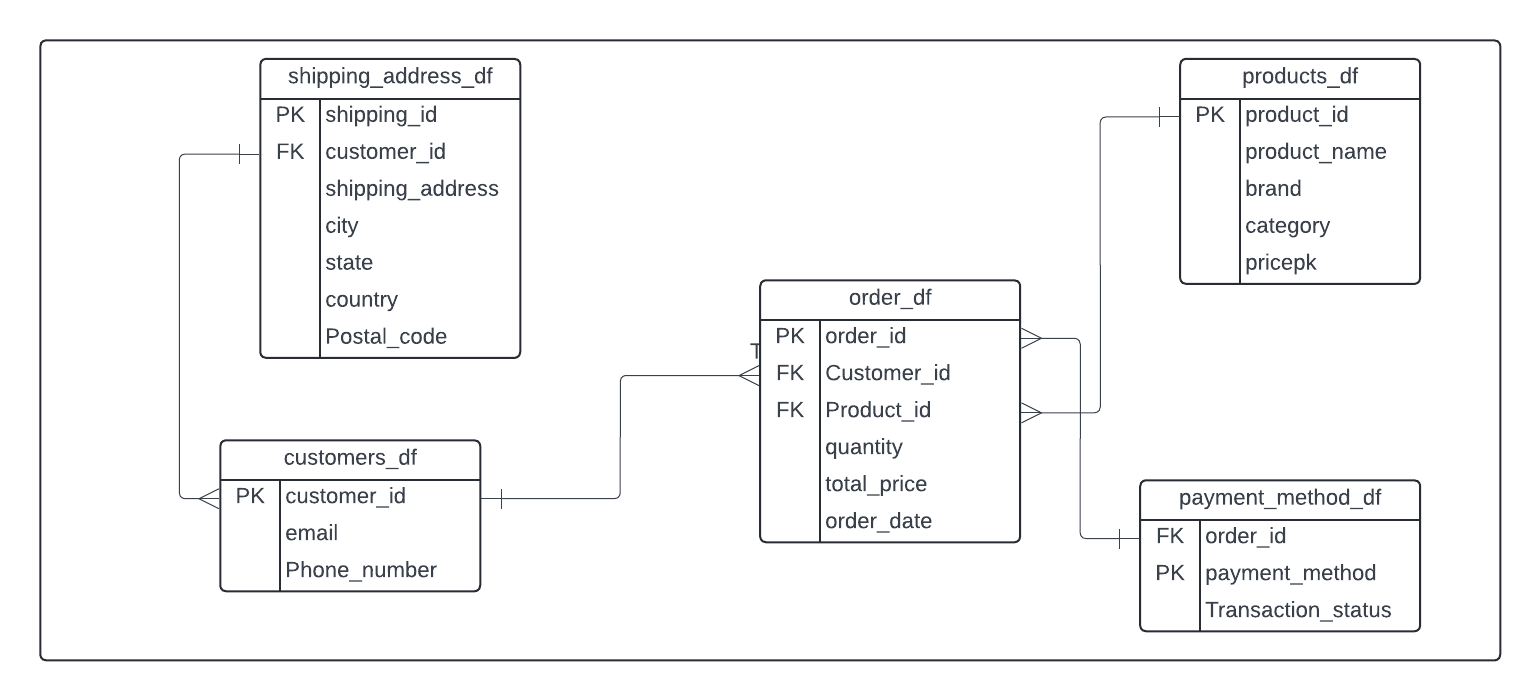 shipping_address_df
PK shipping_id
FK customer_id
shipping_address
city
state
country
Postal_code
products_df
PK product_id
product_name
brand
category
pricepk
order_df
PK order_id
FK Customer_id
FK Product_id
quantity
total_price
order_date
T
customers_df
PK customer_id
email
Phone_number
payment_method_df
FK order_id
PK payment_method
Transaction_status